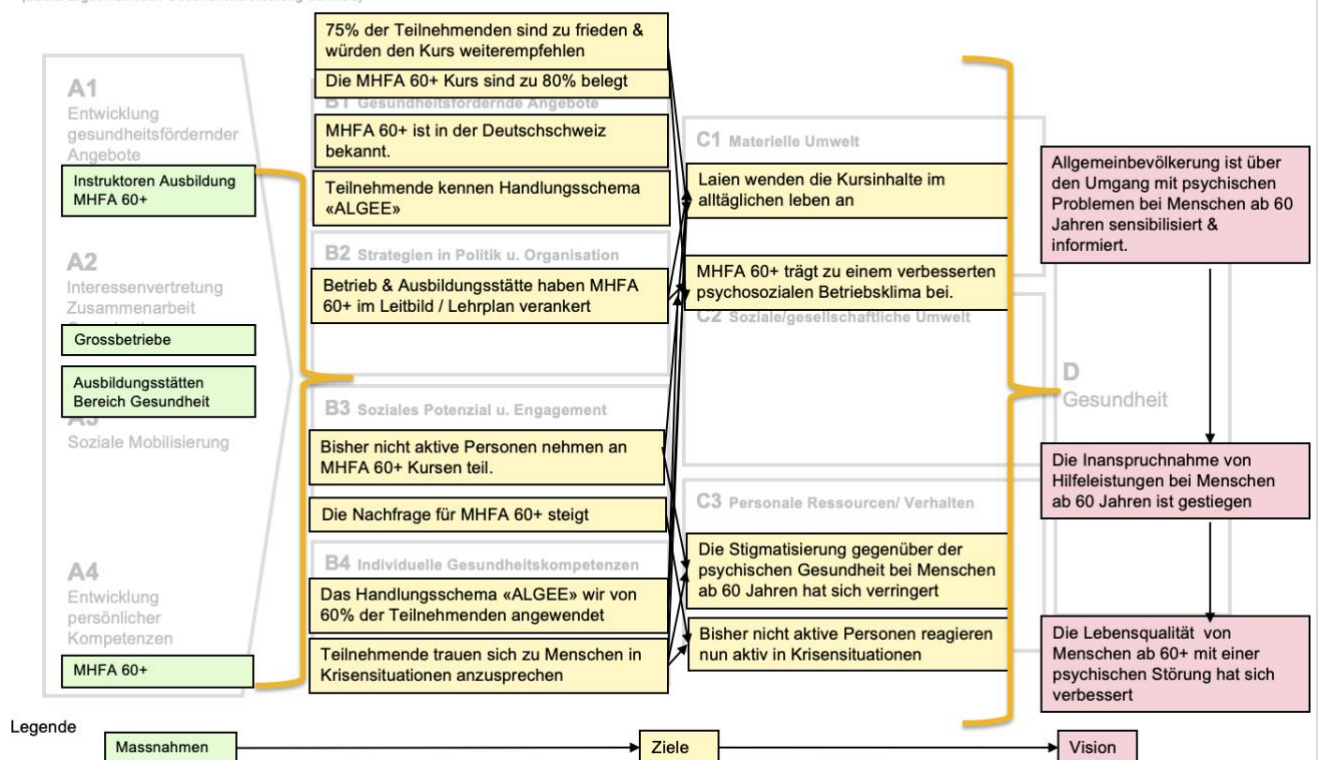 75% der Teilnehmenden sind zu frieden &
würden den Kurs weiterempfehlen
Die MHFA 60+ Kurs sind zu 80% belegt
B1 Gesundheitsfördernde Angebote
MHFA 60+ ist in der Deutschschweiz
bekannt.
Teilnehmende kennen Handlungsschema
«ALGEE»
A1
Entwicklung
gesundheitsfördernder
Angebote
Instruktoren Ausbildung
MHFA 60+
A2
Interessenvertretung
Zusammenarbeit
Grossbetriebe
Ausbildungsstätten
Bereich Gesundheit
A3
Soziale Mobilisierung
A4
Entwicklung
persönlicher
Kompetenzen
MHFA 60+
B2 Strategien in Politik u. Organisation
Betrieb & Ausbildungsstätte haben MHFA
60+ im Leitbild / Lehrplan verankert
B3 Soziales Potenzial u. Engagement
Bisher nicht aktive Personen nehmen an
MHFA 60+ Kursen teil.
Die Nachfrage für MHFA 60+ steigt
B4 Individuelle Gesundheitskompetenzen
Das Handlungsschema «ALGEE» wir von
60% der Teilnehmenden angewendet
Teilnehmende trauen sich zu Menschen in
Krisensituationen anzusprechen
C1 Materielle Umwelt
Laien wenden die Kursinhalte im
alltäglichen leben an
MHFA 60+ trägt zu einem verbesserten
psychosozialen Betriebsklima bei.
C2 Soziale/gesellschaftliche Umwelt
C3 Personale Ressourcen/ Verhalten
Die Stigmatisierung gegenüber der
psychischen Gesundheit bei Menschen
ab 60 Jahren hat sich verringert
Bisher nicht aktive Personen reagieren
nun aktiv in Krisensituationen
Allgemeinbevölkerung ist über
den Umgang mit psychischen
Problemen bei Menschen ab 60
Jahren sensibilisiert &
informiert.
D
Gesundheit
Die Inanspruchnahme von
Hilfeleistungen bei Menschen
ab 60 Jahren ist gestiegen
Die Lebensqualität von
Menschen ab 60+ mit einer
psychischen Störung hat sich
verbessert
Legende
Massnahmen
Ziele
Vision